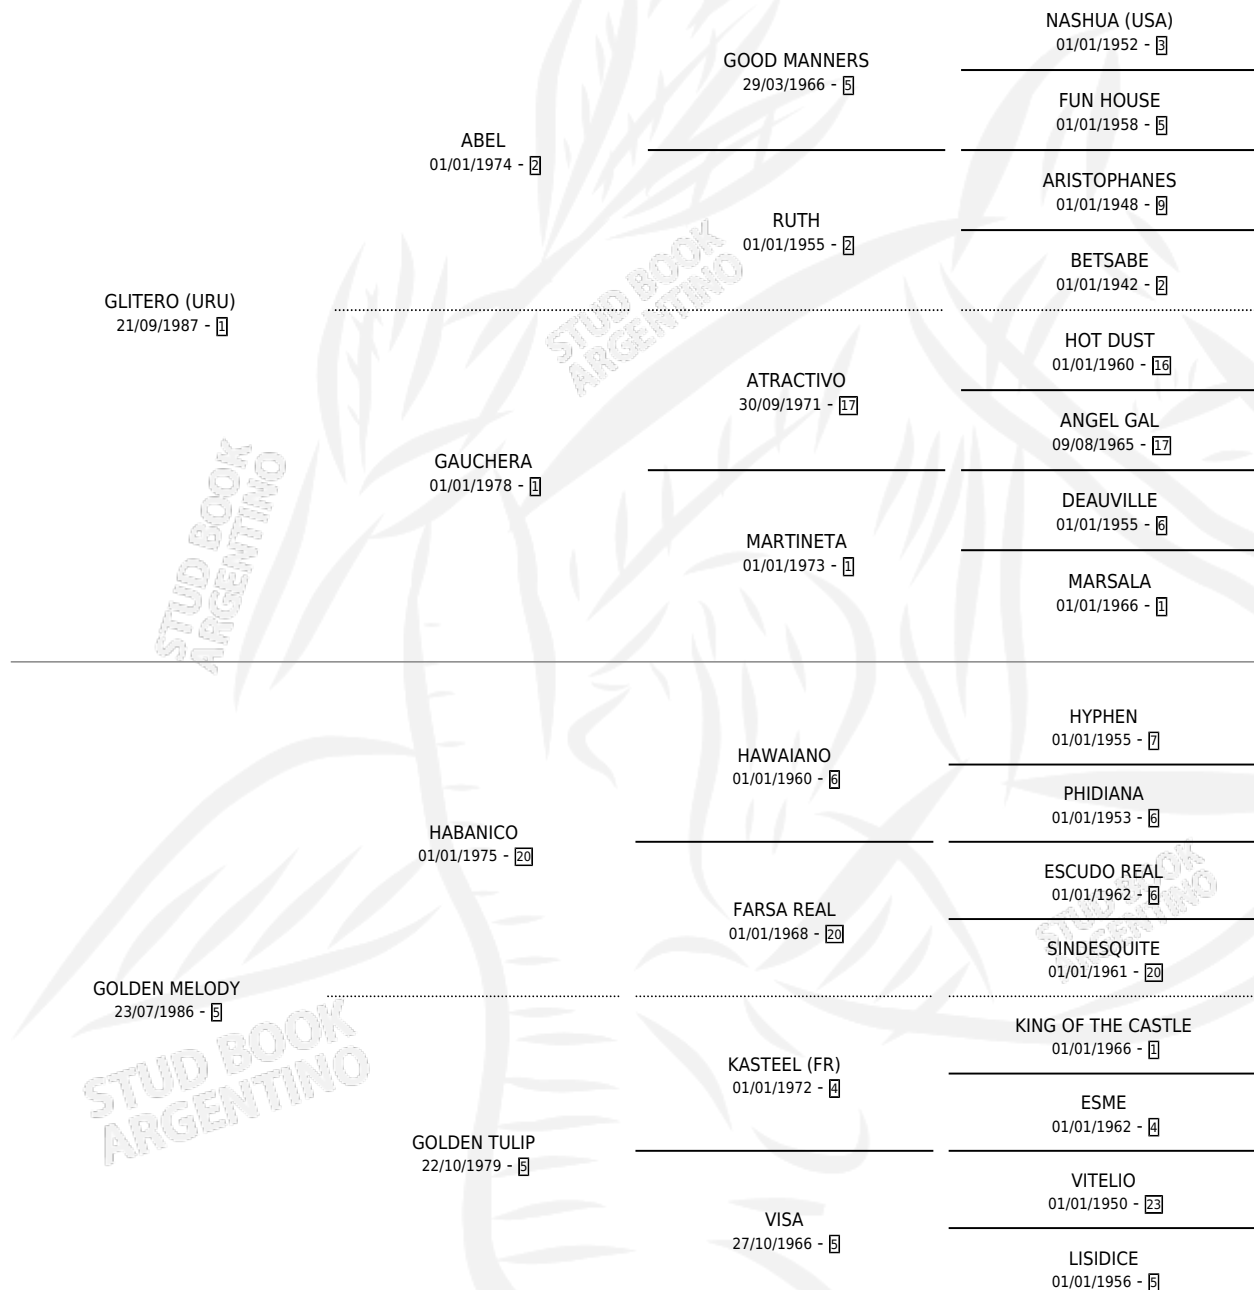 NASHUA (USA)
01/01/1952 - 3
GOOD MANNERS
29/03/1966 - 5
FUN HOUSE
01/01/1958 - 5
ABEL
01/01/1974 - 2
ARISTOPHANES
01/01/1948 - 9
RUTH
01/01/1955 - 2
BETSABE
01/01/1942 - 2
GLITERO (URU)
21/09/1987 - 1
HOT DUST
01/01/1960 - 16
ATRACTIVO
30/09/1971 - 17
ANGEL GAL
09/08/1965 - 17
GAUCHERA
01/01/1978 - 1
DEAUVILLE
01/01/1955 - 6
MARTINETA
01/01/1973 - 1
MARSALA
01/01/1966 - 1
STUD BOOK
ARGENTINO
STUD BOOK
ARGENTINO
HYPHEN
01/01/1955 - 7
HAWAIANO
01/01/1960 - 6
PHIDIANA
01/01/1953 - 6
HABANICO
01/01/1975 - 20
ESCUDO REAL
01/01/1962 - 6
FARSA REAL
01/01/1968 - 20
SINDESQUITE
01/01/1961 - 20
GOLDEN MELODY
23/07/1986 - 5
KING OF THE CASTLE
01/01/1966 - 1
KASTEEL (FR)
01/01/1972 - 4
ESME
01/01/1962 - 4
GOLDEN TULIP
22/10/1979 - 5
VITELIO
01/01/1950 - 23
VISA
27/10/1966 - 5
LISIDICE
01/01/1956 - 5
STUD BOOK
ARGENTINO
STUD BOOK
ARGENTINO